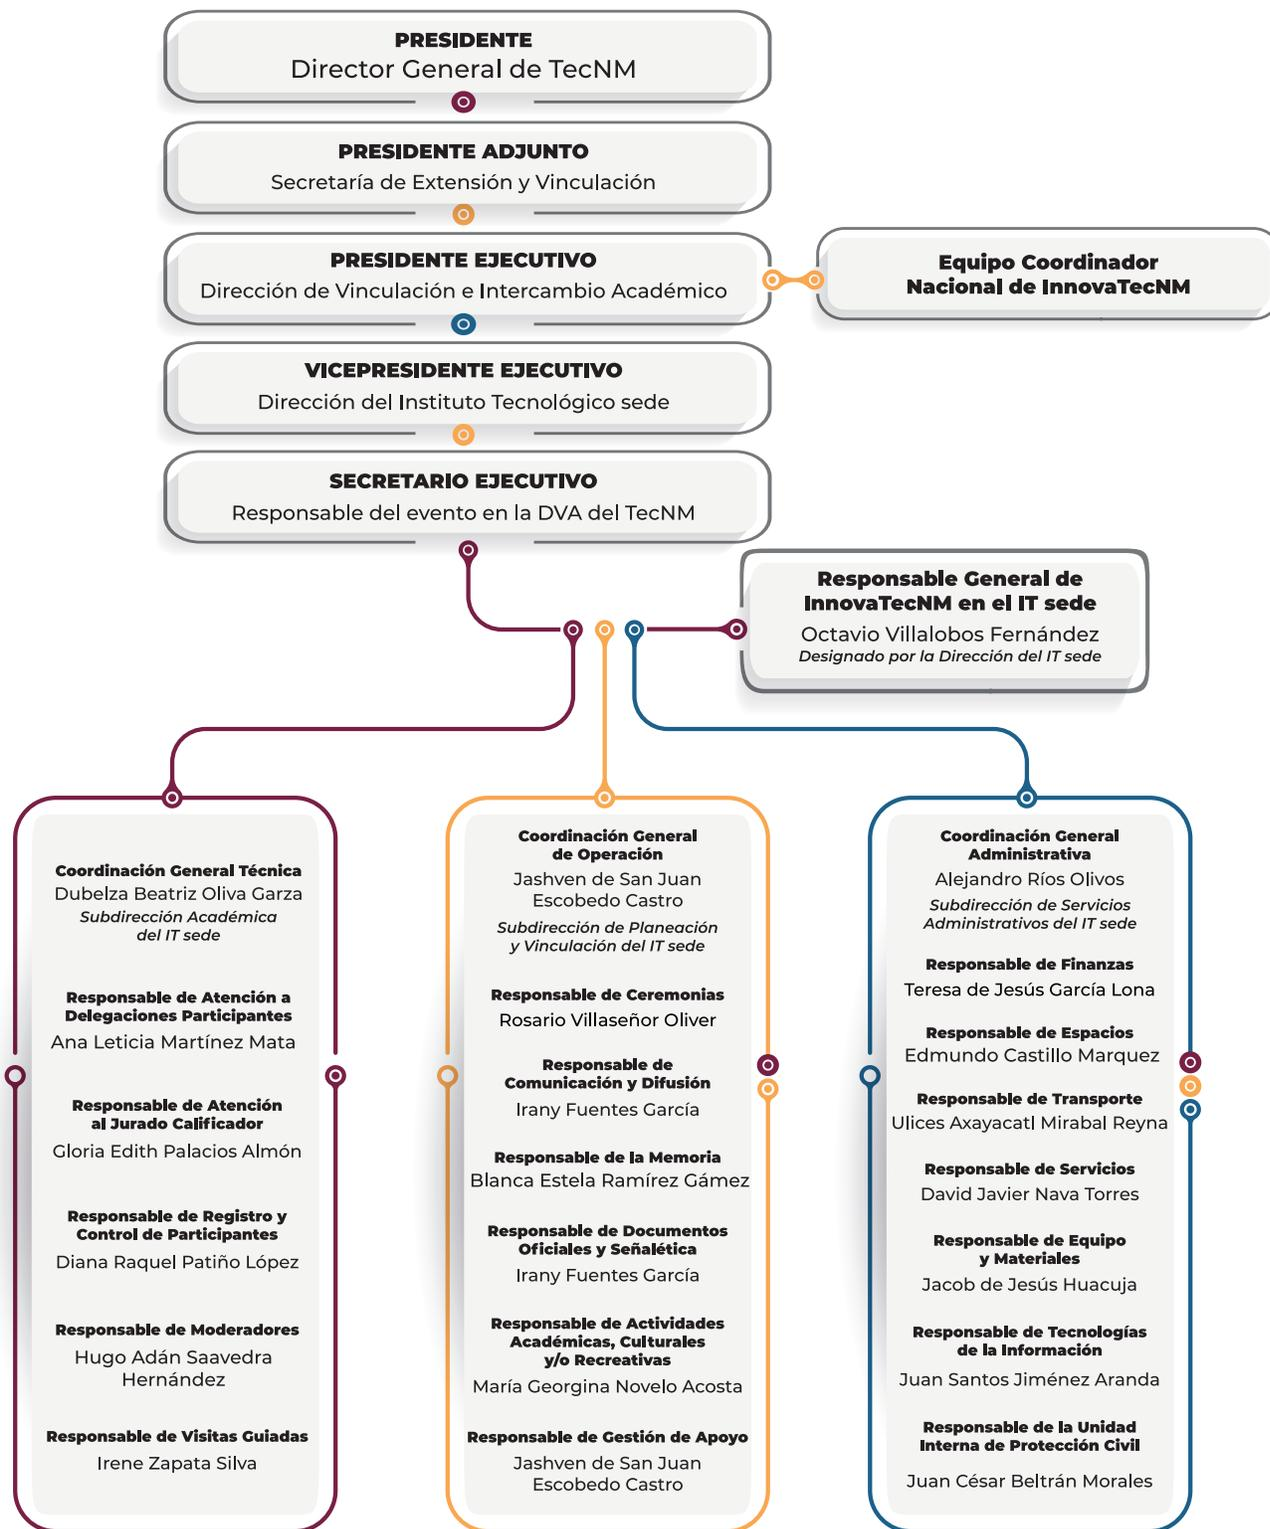 PRESIDENTE
Director General de TecNM
PRESIDENTE ADJUNTO
Secretaría de Extensión y Vinculación
PRESIDENTE EJECUTIVO
Dirección de Vinculación e Intercambio Académico
Equipo Coordinador
Nacional de InnovaTecNM
VICEPRESIDENTE EJECUTIVO
Dirección del Instituto Tecnológico sede
SECRETARIO EJECUTIVO
Responsable del evento en la DVA del TecNM
Responsable General de
InnovaTecNM en el IT sede
Octavio Villalobos Fernández
Designado por la Dirección del IT sede
Coordinación General Técnica
Dubelza Beatriz Oliva Garza
Subdirección Académica
del IT sede
Responsable de Atención a
Delegaciones Participantes
Ana Leticia Martínez Mata
Responsable de Atención
al Jurado Calificador
Gloria Edith Palacios Almón
Responsable de Registro y
Control de Participantes
Diana Raquel Patiño López
Responsable de Moderadores
Hugo Adán Saavedra
Hernández
Responsable de Visitas Guiadas
Irene Zapata Silva
Coordinación General
de Operación
Jashven de San Juan
Escobedo Castro
Subdirección de Planeación
y Vinculación del IT sede
Responsable de Ceremonias
Rosario Villaseñor Oliver
Responsable de
Comunicación y Difusión
Irany Fuentes García
Responsable de la Memoria
Blanca Estela Ramírez Gámez
Responsable de Documentos
Oficiales y Señalética
Irany Fuentes García
Responsable de Actividades
Académicas, Culturales
y/o Recreativas
María Georgina Novelo Acosta
Responsable de Gestión de Apoyo
Jashven de San Juan
Escobedo Castro
Coordinación General
Administrativa
Alejandro Ríos Olivos
Subdirección de Servicios
Administrativos del IT sede
Responsable de Finanzas
Teresa de Jesús García Lona
Responsable de Espacios
Edmundo Castillo Marquez
Responsable de Transporte
Ulices Axayacatl Mirabal Reyna
Responsable de Servicios
David Javier Nava Torres
Responsable de Equipo
y Materiales
Jacob de Jesús Huacuja
Responsable de Tecnologías
de la Información
Juan Santos Jiménez Aranda
Responsable de la Unidad
Interna de Protección Civil
Juan César Beltrán Morales